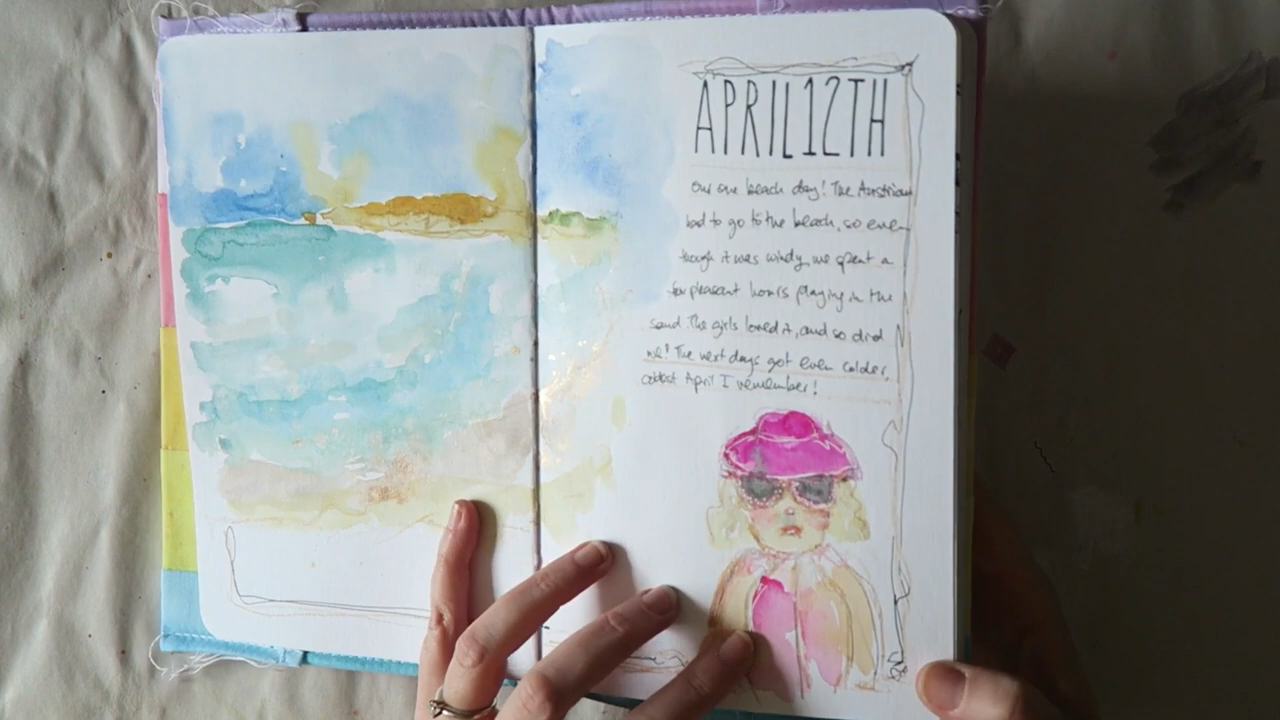 APRIL 12TH
Our one beach day! The Austrian
had to go to the beach, so even
though it was windy we spent a
few pleasant hours playing in the
sand. The girls loved it, and so did
we! The next days got even colder,
coldest April I remember!